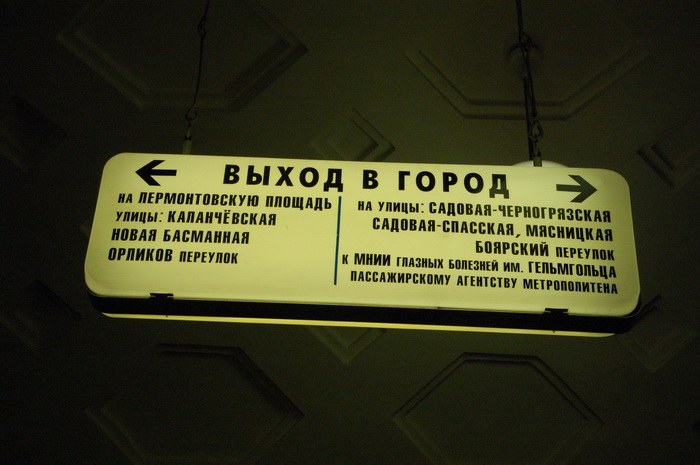 ВЫХОД В ГОРОД
НА ЛЕРМОНТОВСКУЮ ПЛОЩАДЬ
УЛИЦЫ: КАЛАНЧЁВСКАЯ
НОВАЯ БАСМАННАЯ
ОРЛИКОВ ПЕРЕУЛОК
НА УЛИЦЫ: САДОВАЯ-ЧЕРНОГРЯЗСКАЯ
САДОВАЯ-СПАССКАЯ, МЯСНИЦКАЯ
БОЯРСКИЙ ПЕРЕУЛОК
К МНИИ ГЛАЗНЫХ БОЛЕЗНЕЙ ИМ. ГЕЛЬМГОЛЬЦА
ПАССАЖИРСКОМУ АГЕНТСТВУ МЕТРОПОЛИТЕНА